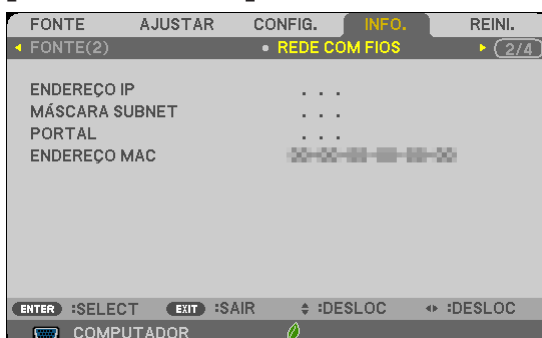 FONTE AJUSTAR CONFIG. INFO. REINI.
FONTE(2) REDE COM FIOS 2/4
ENDEREÇO IP . . .
MÁSCARA SUBNET . . .
PORTAL . . .
ENDEREÇO MAC
ENTER :SELECT EXIT :SAIR :DESLOC :DESLOC
COMPUTADOR